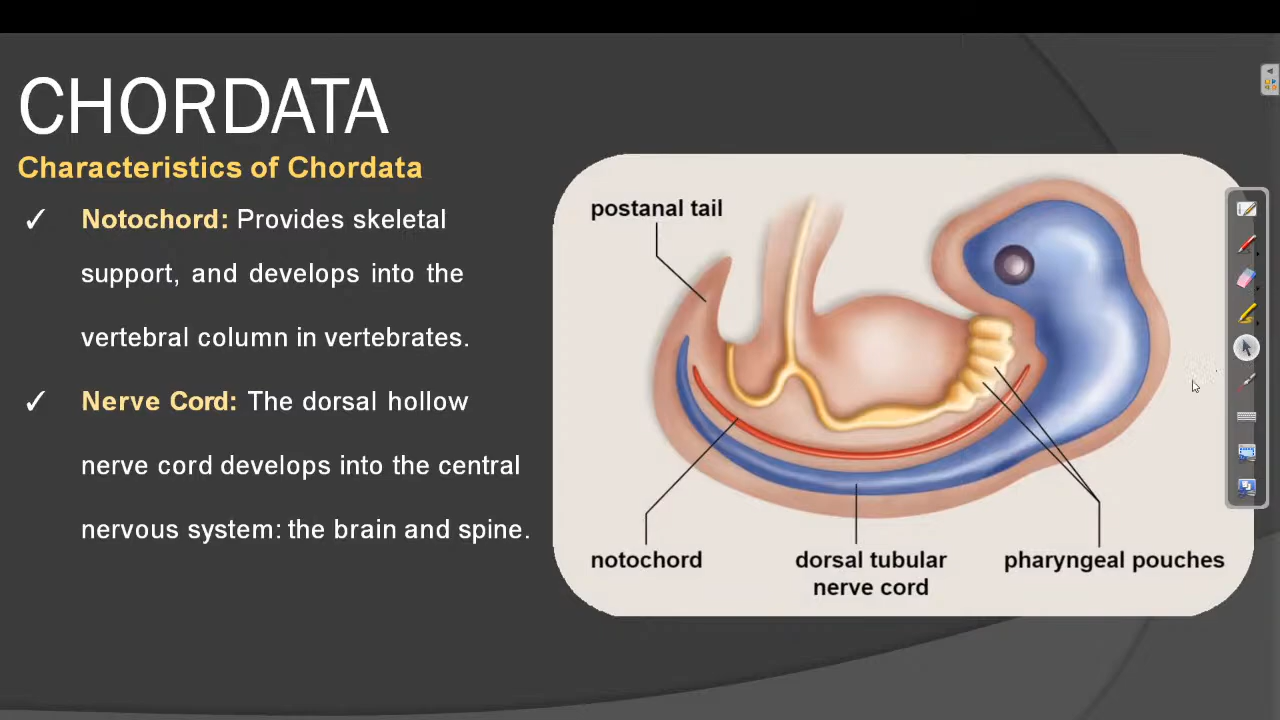 CHORDATA
Characteristics of Chordata
✓ Notochord: Provides skeletal
support, and develops into the
vertebral column in vertebrates.
✓ Nerve Cord: The dorsal hollow
nerve cord develops into the central
nervous system: the brain and spine.
postanal tail
notochord
dorsal tubular
nerve cord
pharyngeal pouches